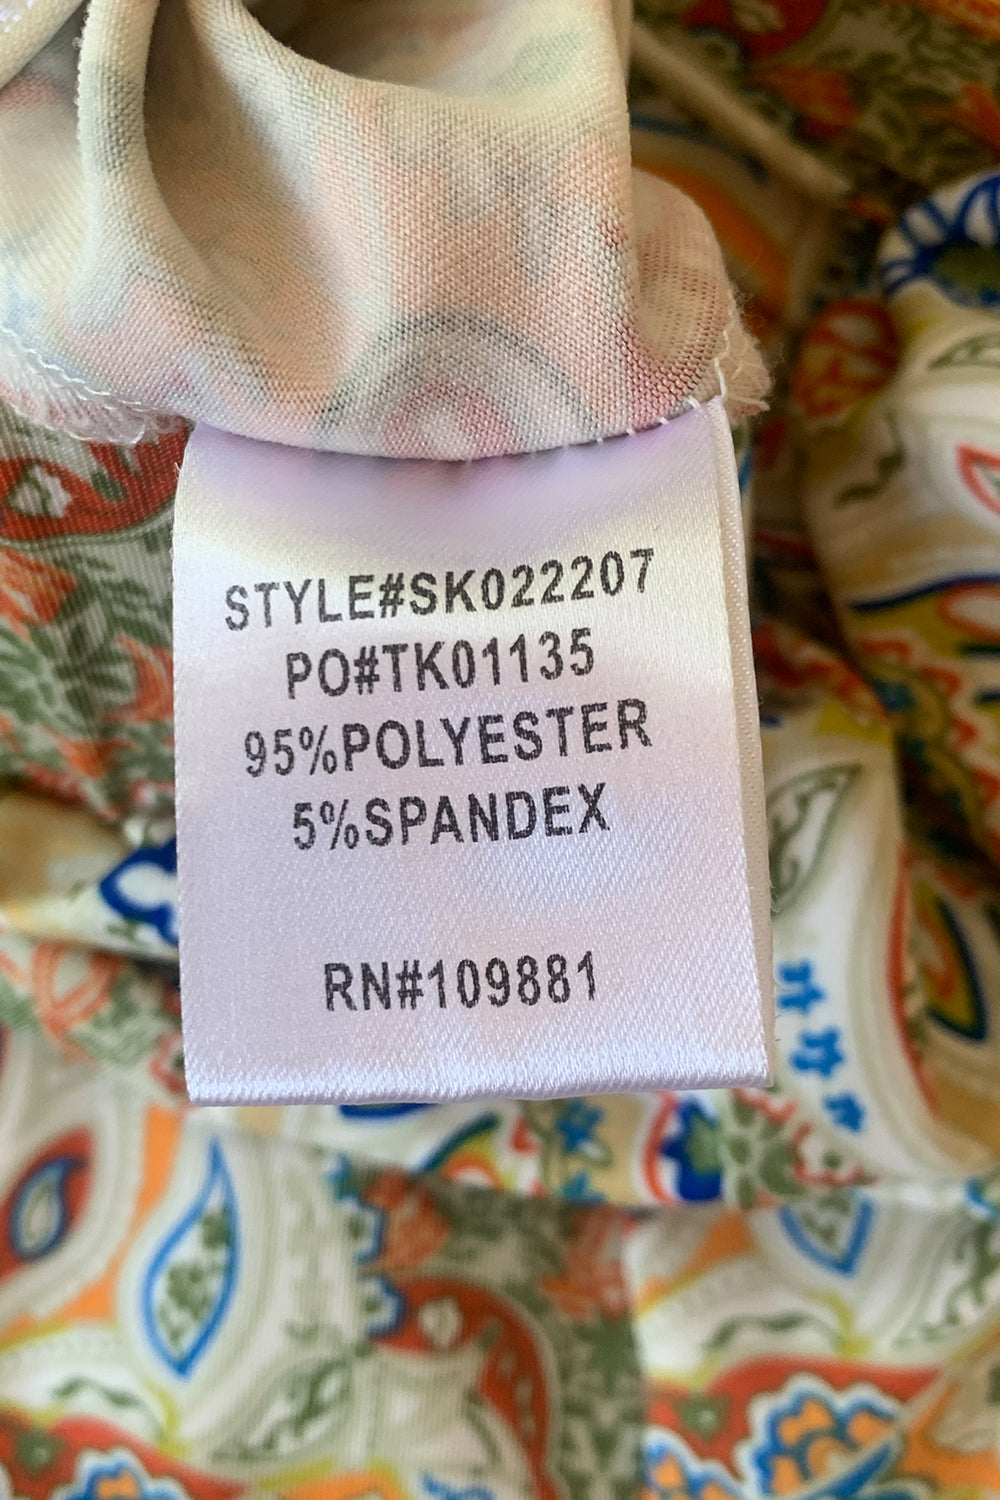 STYLE#SK022207
PO#TK01135
95%POLYESTER
5%SPANDEX
RN#109881